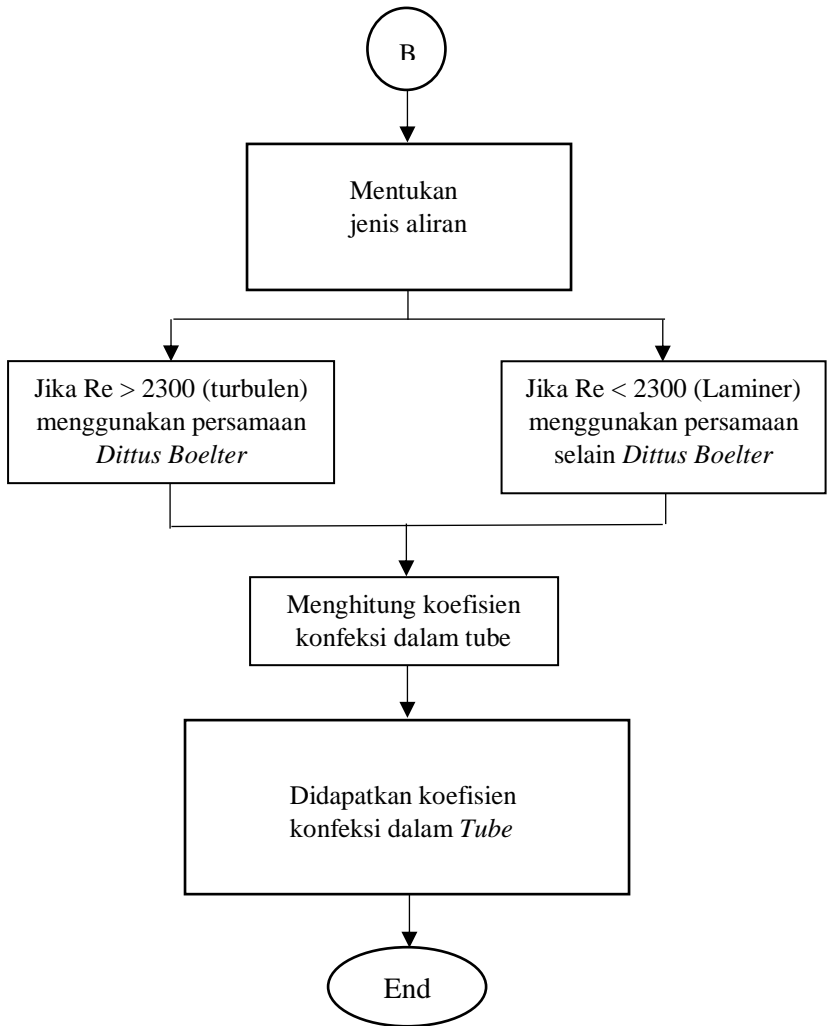 B
Mentukan
jenis aliran
Jika Re > 2300 (turbulen)
menggunakan persamaan
Dittus Boelter
Jika Re < 2300 (Laminer)
menggunakan persamaan
selain Dittus Boelter
Menghitung koefisien
konfeksi dalam tube
Didapatkan koefisien
konfeksi dalam Tube
End